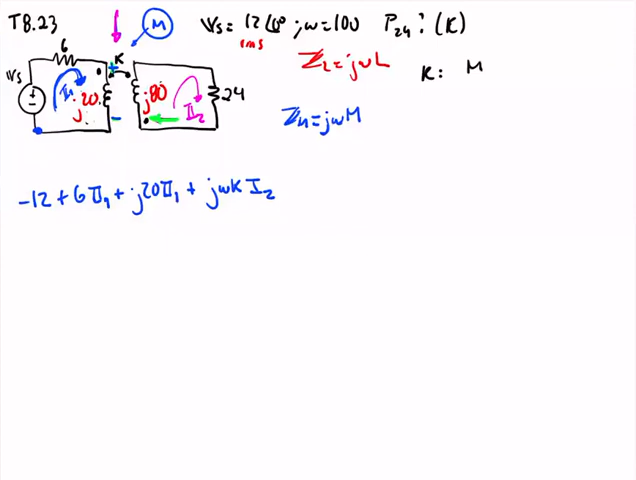 T8.23 M 𝕍s = 12∠0° ; jω = 100 P24? (K)
rms
6 K ℤL = jωL K: M
𝕍s 𝕀1 j20 + - j80 𝕀2 24
ℤM = jωM
-12 + 6𝕀1 + j20𝕀1 + jωK 𝕀2